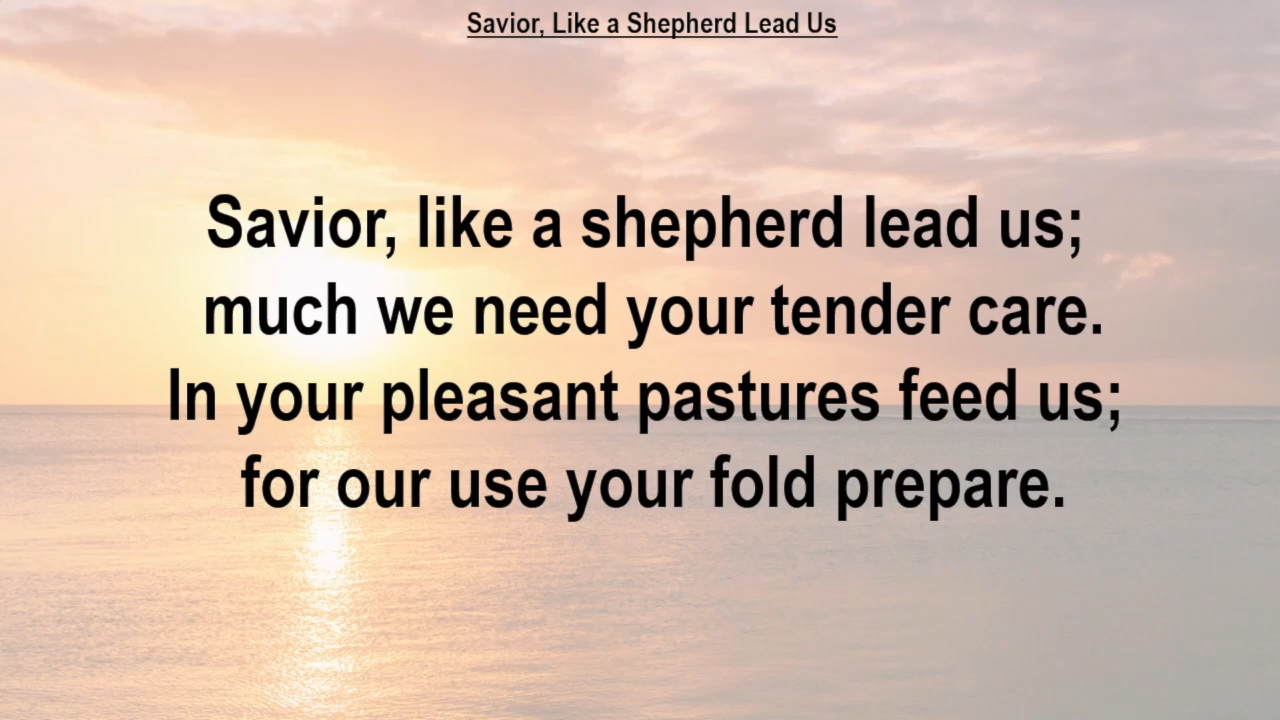 Savior, Like a Shepherd Lead Us
Savior, like a shepherd lead us;
much we need your tender care.
In your pleasant pastures feed us;
for our use your fold prepare.